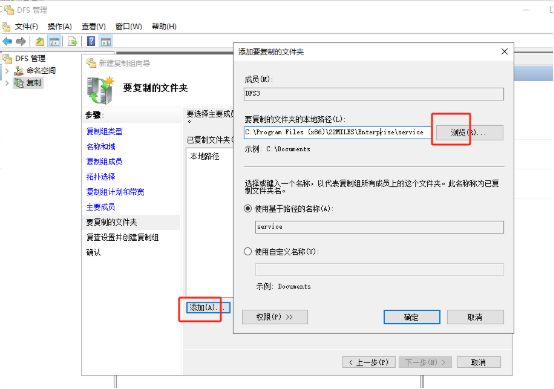 DFS 管理
文件(F) 操作(A) 查看(V) 窗口(W) 帮助(H)
DFS 管理
命名空间
复制
新建复制组向导
要复制的文件夹
步骤:
复制组类型
名称和域
复制组成员
拓扑选择
复制组计划和带宽
主要成员
要复制的文件夹
复查设置并创建复制组
确认
要选择主要成员
已复制文件夹
本地路径
添加(A)...
< 上一步(P) 下一步(N) > 取消
添加要复制的文件夹
成员(M):
DFS3
要复制的文件夹的本地路径(L):
C:\Program Files (x86)\22MILES\Enterprise\service
浏览(R)...
示例: C:\Documents
选择或键入一个名称，以代表复制组所有成员上的这个文件夹。此名称称为已复
制文件夹名。
使用基于路径的名称(A):
service
使用自定义名称(U):
示例: Documents
权限(P) >> 确定 取消